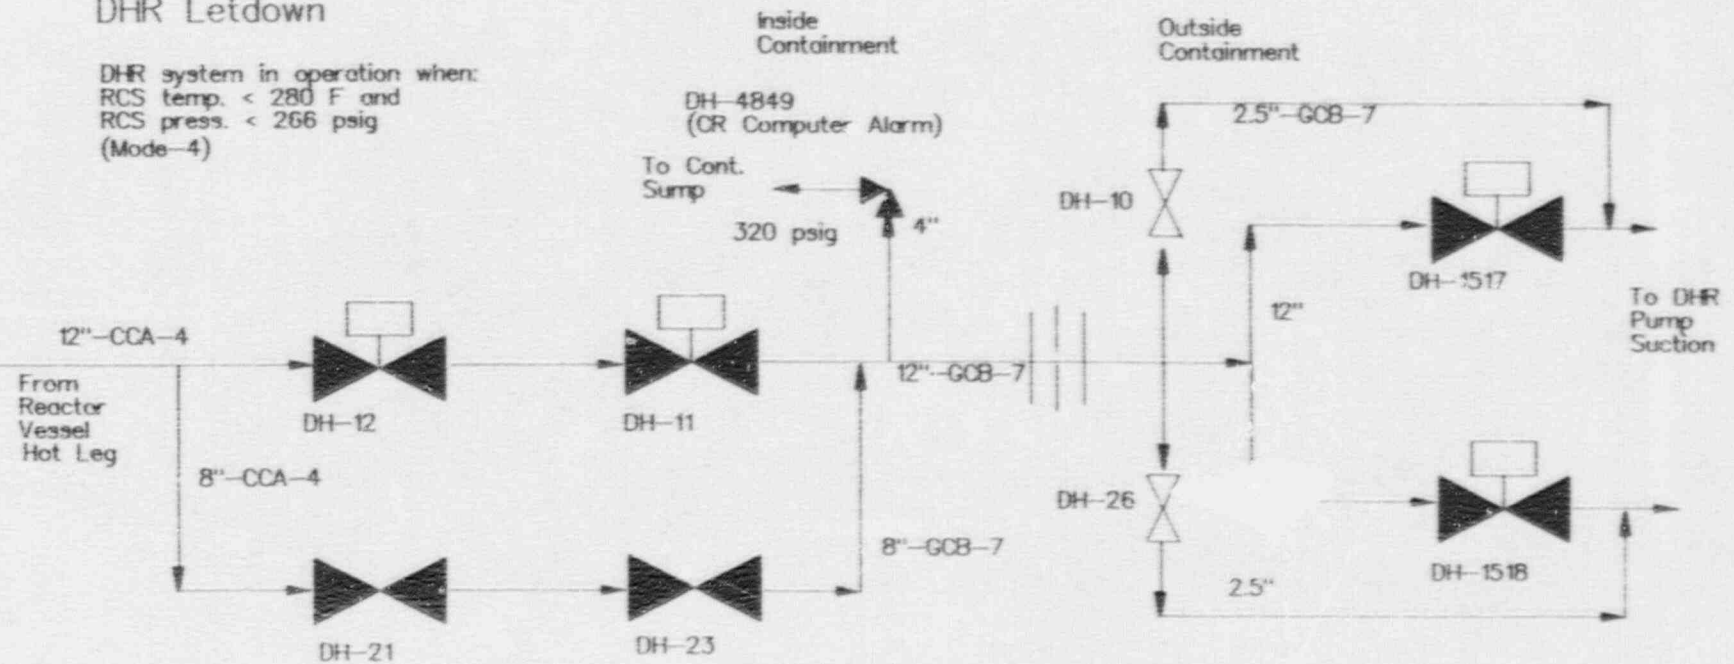 DHR Letdown
DHR system in operation when:
RCS temp. < 280 F and
RCS press. < 266 psig
(Mode-4)
Inside
Containment
Outside
Containment
DH-4849
(CR Computer Alarm)
To Cont.
Sump
320 psig
4"
2.5"-GCB-7
DH-10
DH-1517
12"
To DHR
Pump
Suction
12"-CCA-4
From
Reactor
Vessel
Hot Leg
DH-12
DH-11
12"-GCB-7
8"-CCA-4
DH-26
8"-GCB-7
DH-1518
2.5"
DH-21
DH-23